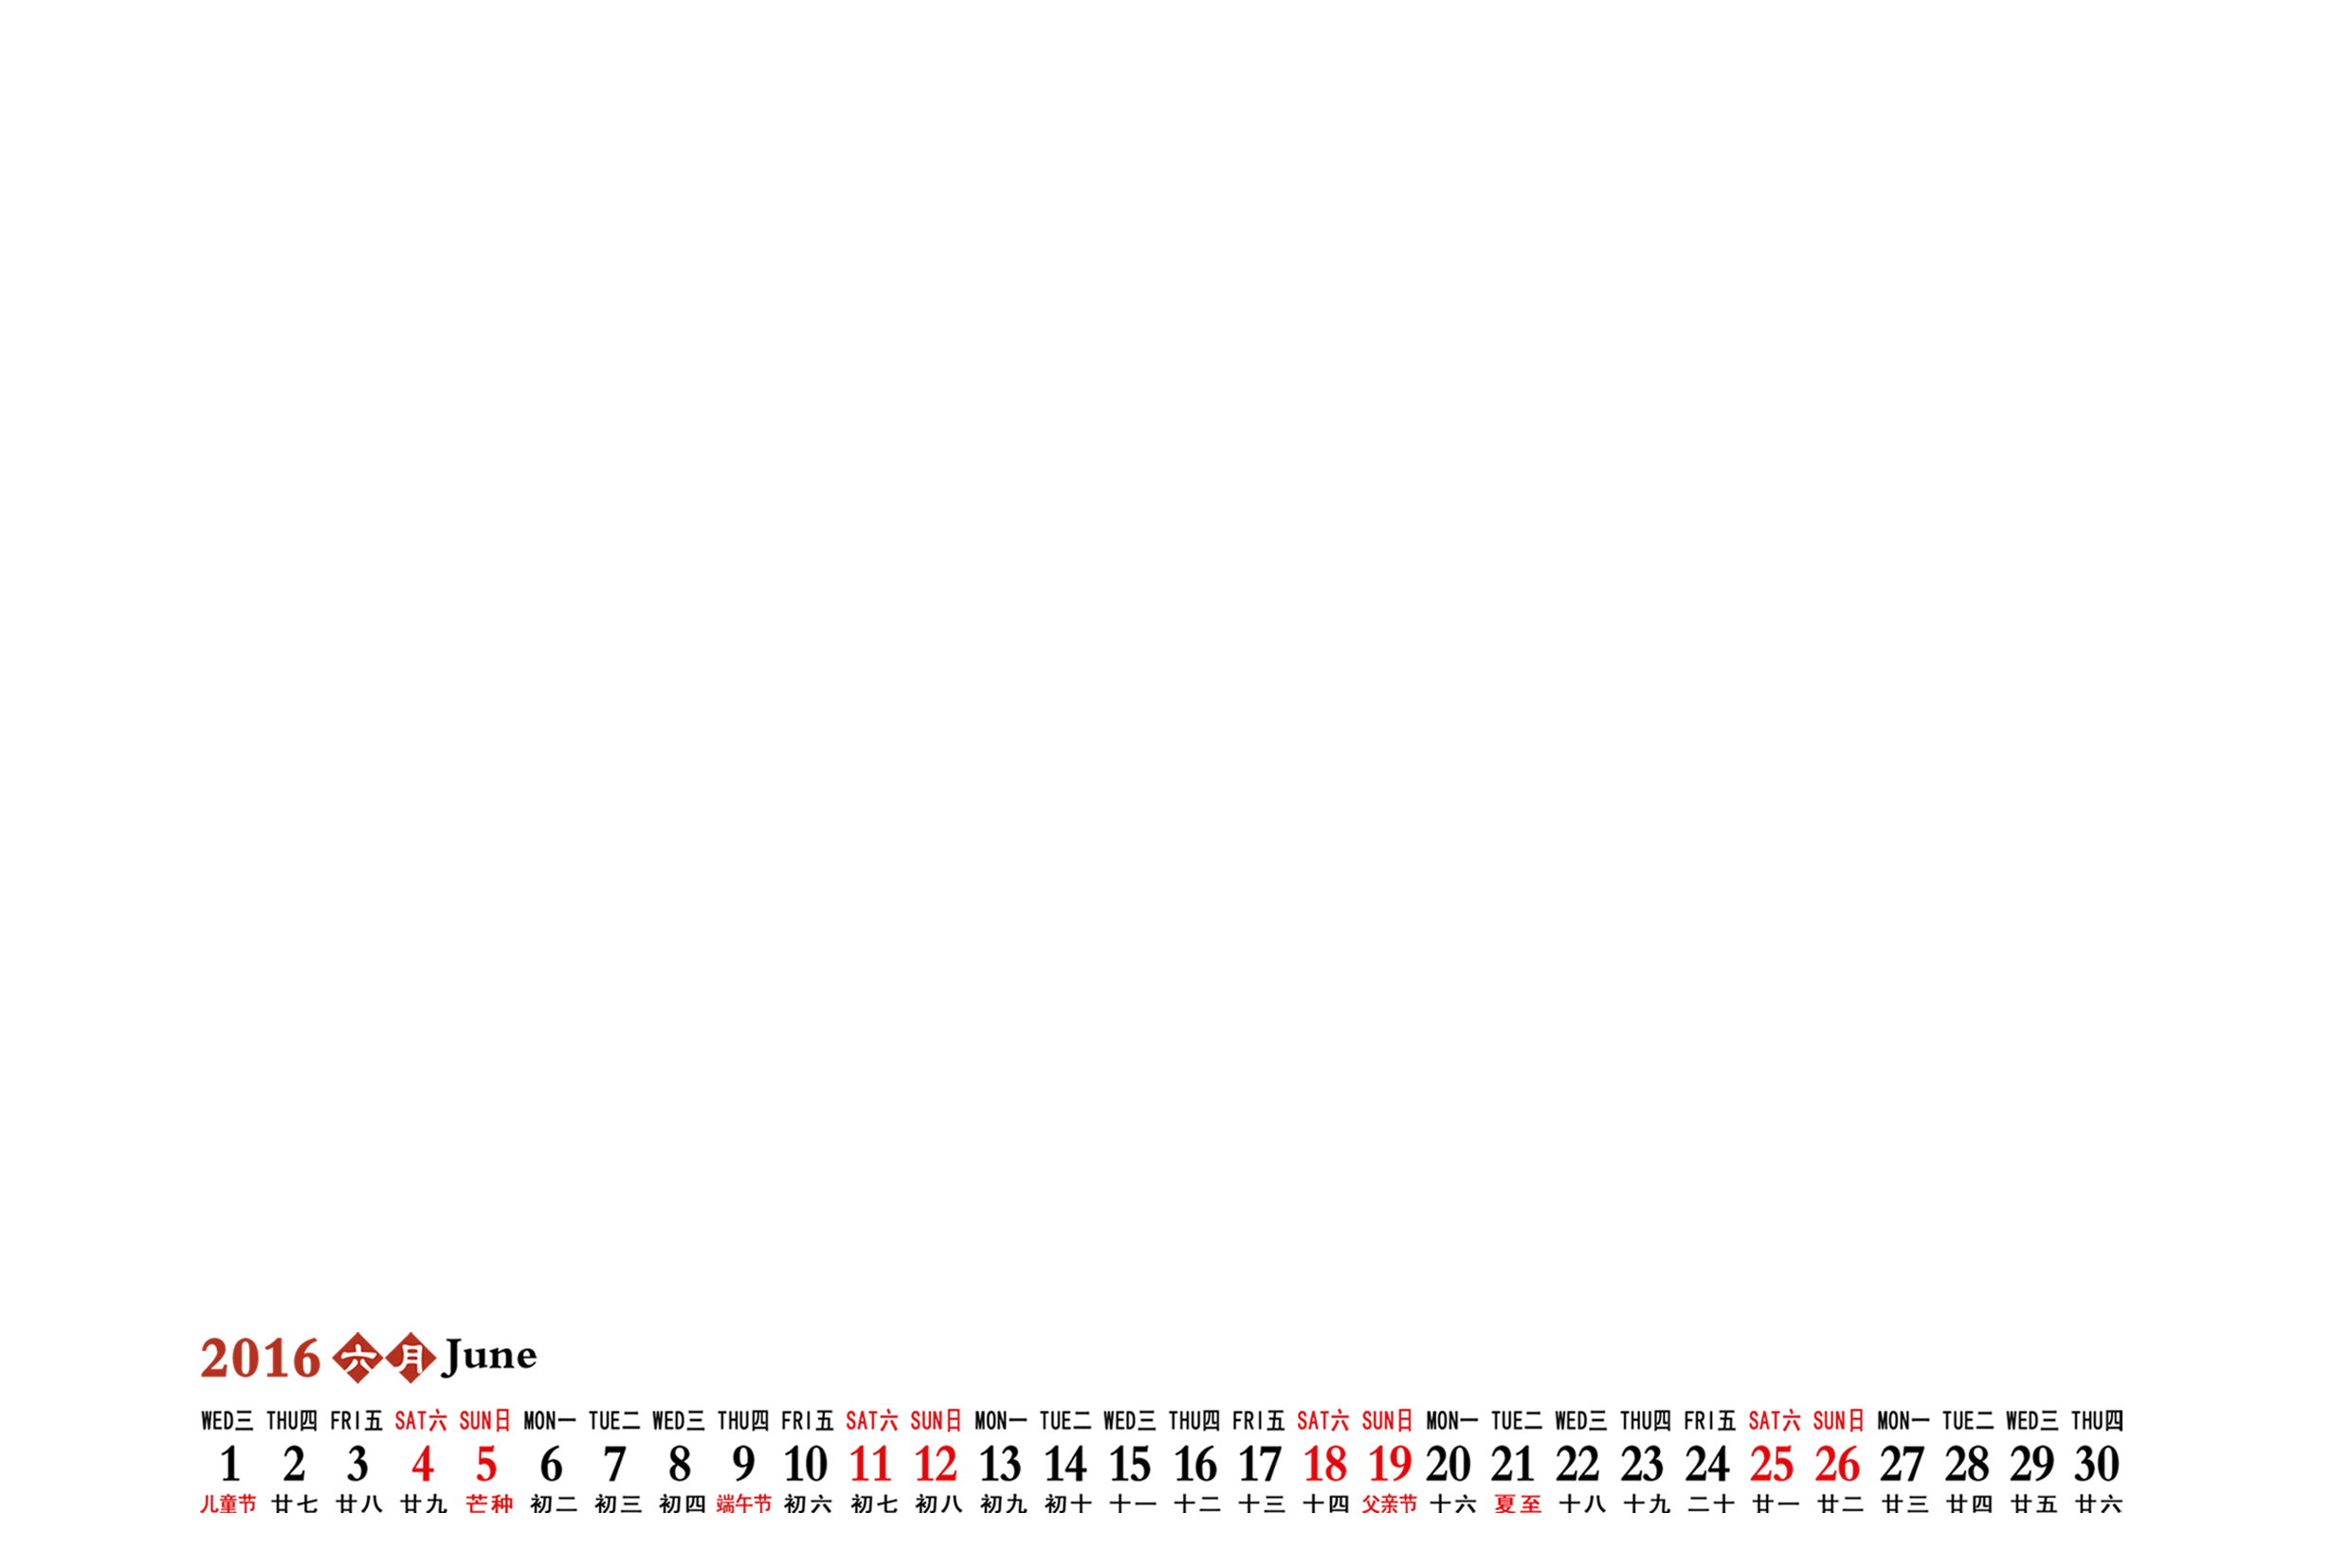 2016 六月 June
WED三 THU四 FRI五 SAT六 SUN日 MON一 TUE二 WED三 THU四 FRI五 SAT六 SUN日 MON一 TUE二 WED三 THU四 FRI五 SAT六 SUN日 MON一 TUE二 WED三 THU四 FRI五 SAT六 SUN日 MON一 TUE二 WED三 THU四
1 2 3 4 5 6 7 8 9 10 11 12 13 14 15 16 17 18 19 20 21 22 23 24 25 26 27 28 29 30
儿童节 廿七 廿八 廿九 芒种 初二 初三 初四 端午节 初六 初七 初八 初九 初十 十一 十二 十三 十四 父亲节 十六 夏至 十八 十九 二十 廿一 廿二 廿三 廿四 廿五 廿六